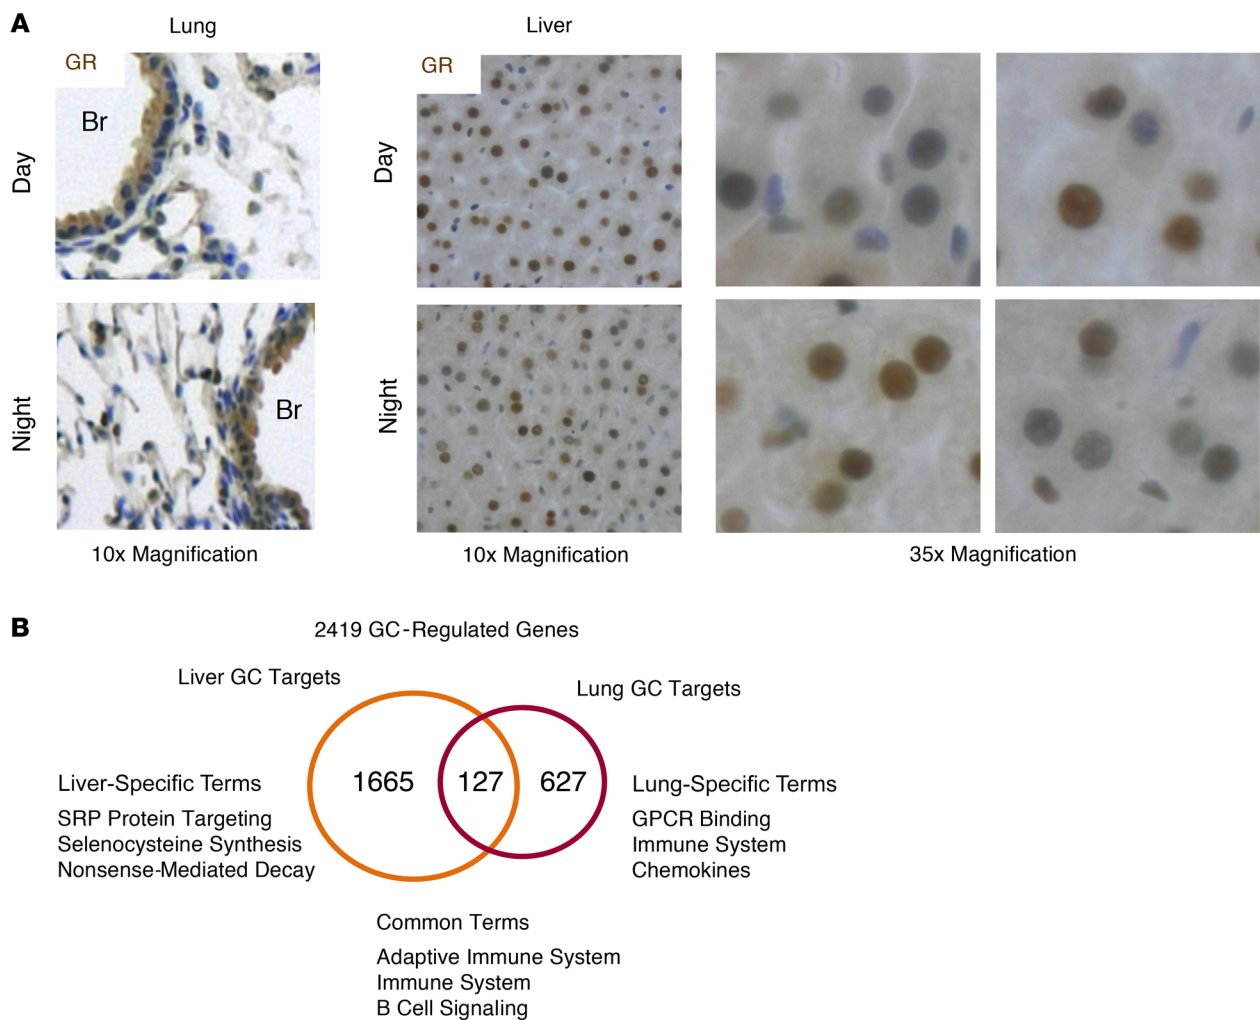 A
Lung
Liver
GR
GR
Br
Day
Day
Night
Night
Br
10x Magnification
10x Magnification
35x Magnification
B
2419 GC-Regulated Genes
Liver GC Targets
Lung GC Targets
1665
127
627
Liver-Specific Terms
SRP Protein Targeting
Selenocysteine Synthesis
Nonsense-Mediated Decay
Lung-Specific Terms
GPCR Binding
Immune System
Chemokines
Common Terms
Adaptive Immune System
Immune System
B Cell Signaling